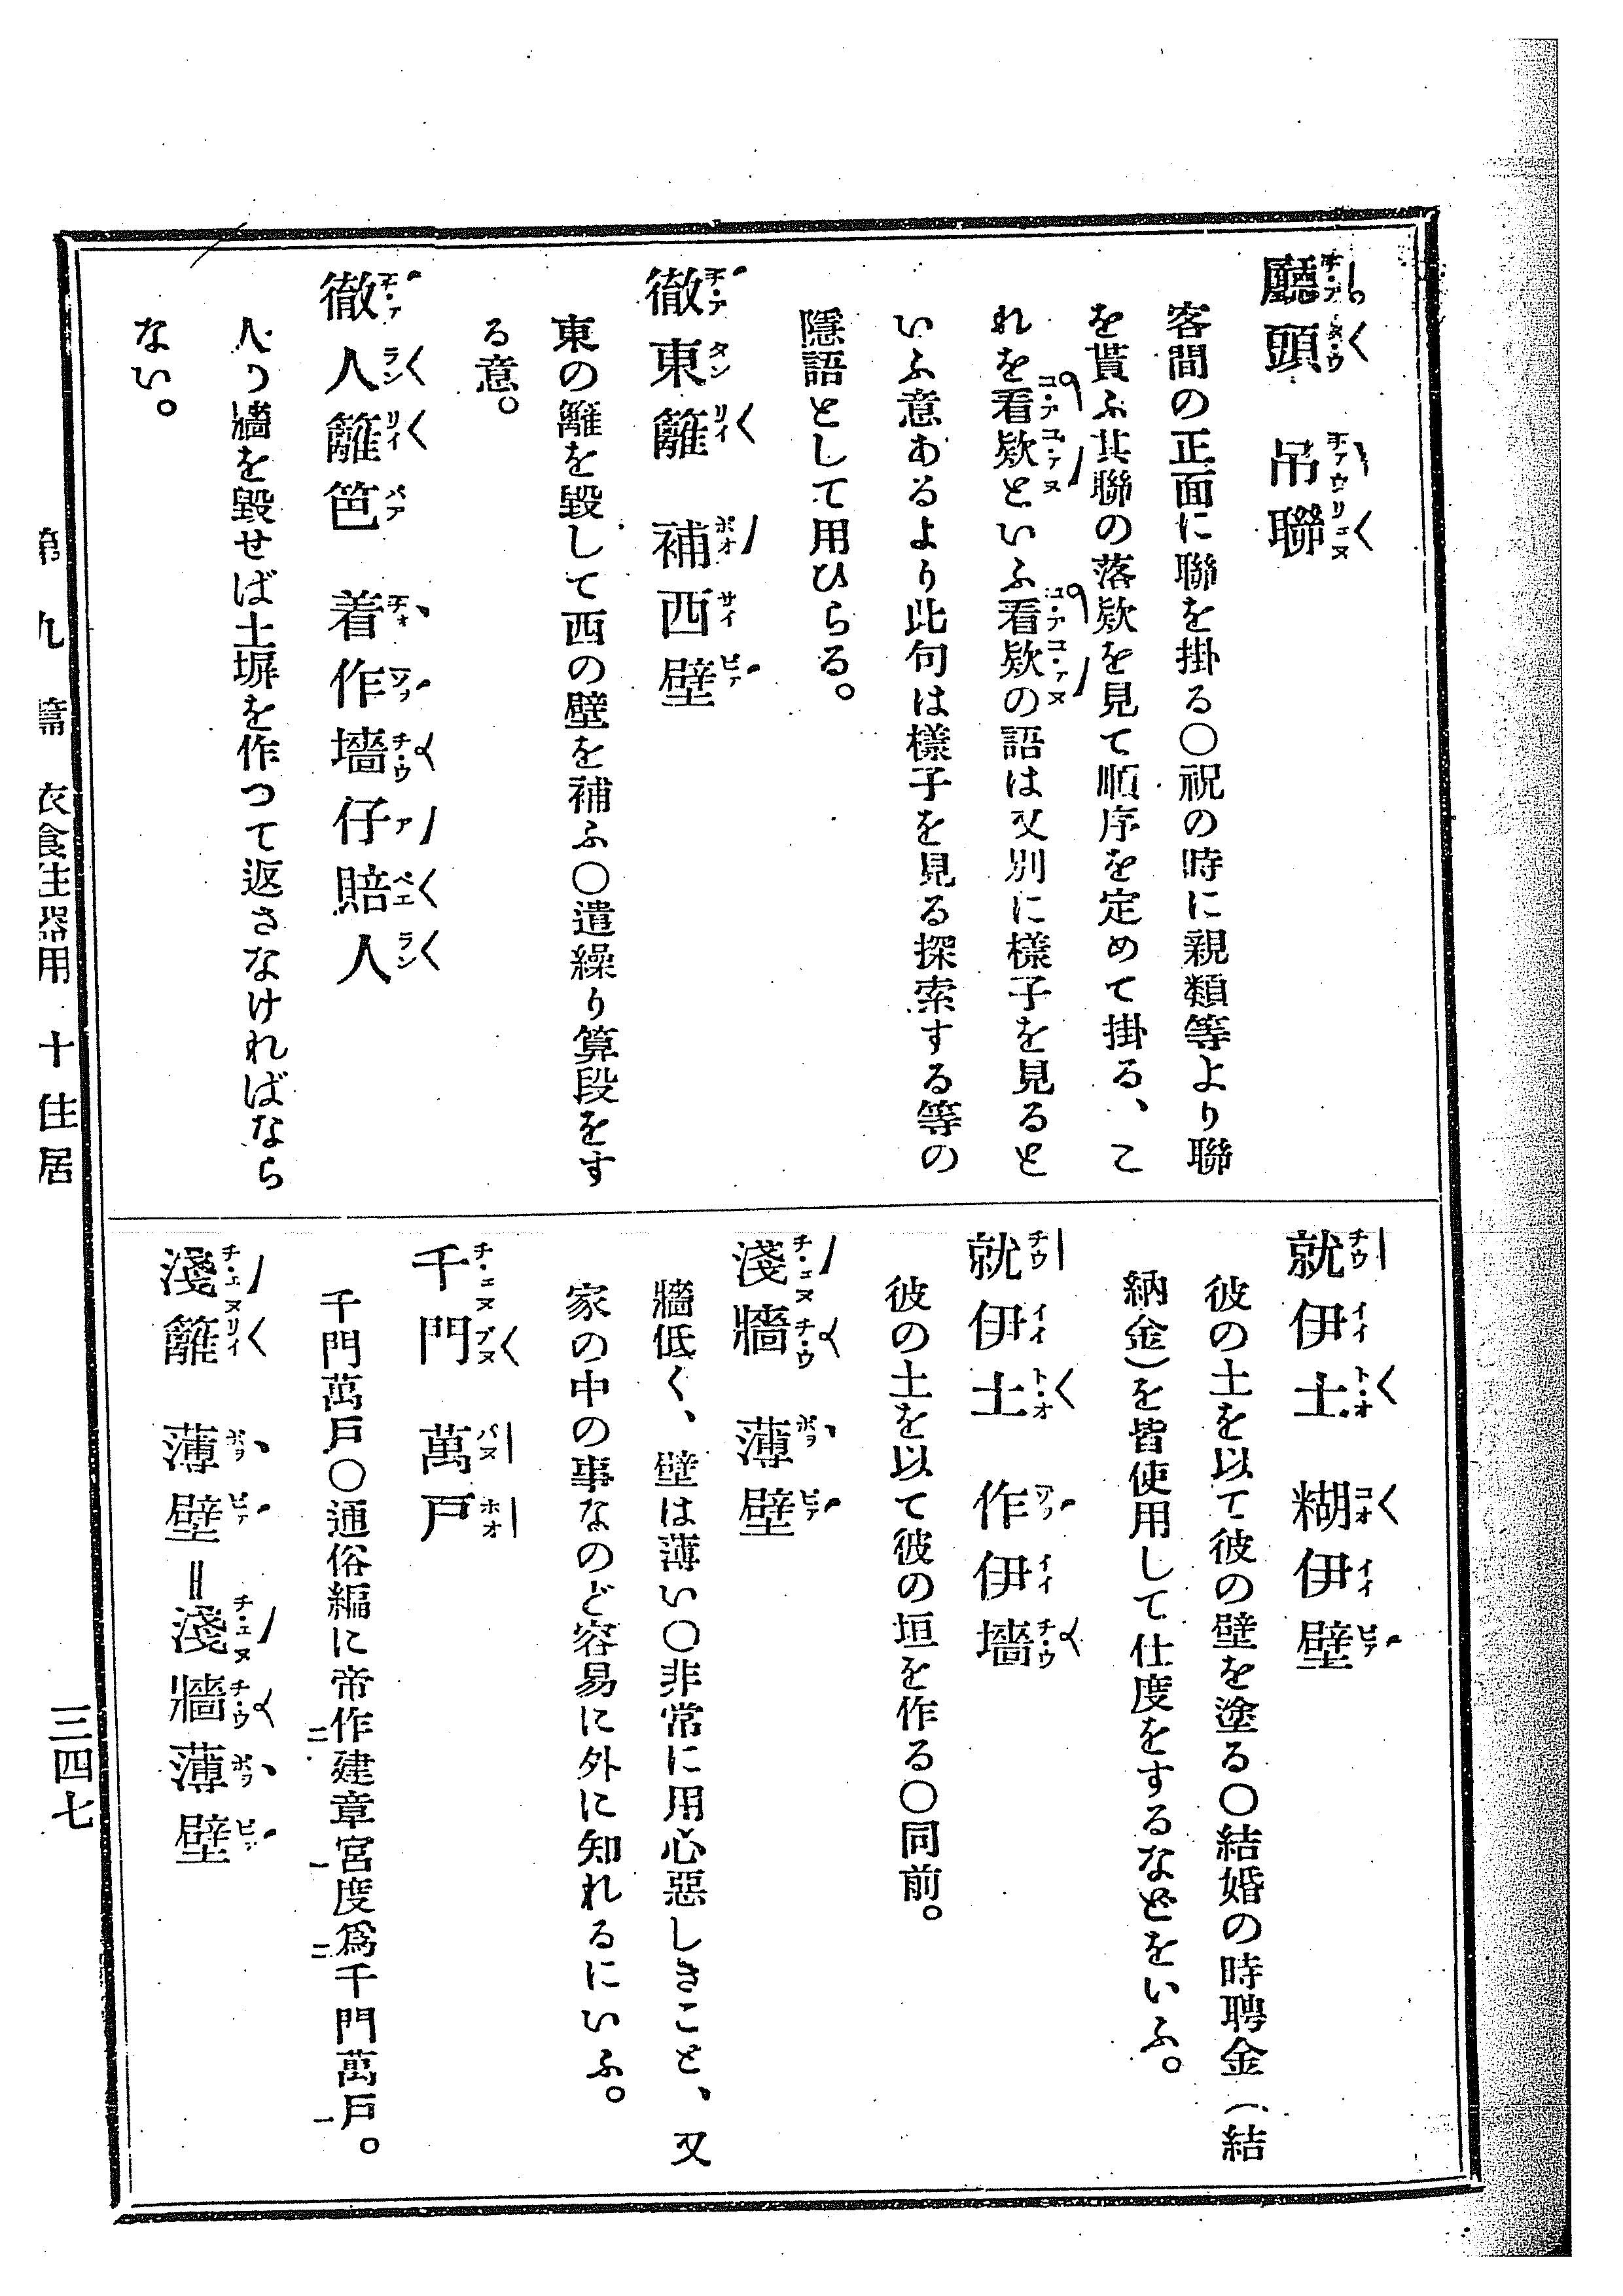 廳頭 吊聯
客間の正面に聯を掛る〇祝の時に親類等より聯
を貰ふ其聯の落欵を見て順序を定めて掛る、こ
れを看欵といふ看欵の語は又別に樣子を見ると
いふ意あるより此句は樣子を見る探索する等の
隱語として用ひらる。
徹東籬 補西壁
東の籬を毀して西の壁を補ふ〇遣繰り算段をす
る意。
徹人籬笆 着作墻仔賠人
人の牆を毀せば土塀を作つて返さなければなら
ない。
就伊土 糊伊壁
彼の土を以て彼の壁を塗る〇結婚の時聘金（結
納金）を皆使用して仕度をするなどをいふ。
就伊土 作伊墻
彼の土を以て彼の垣を作る〇同前。
淺牆 薄壁
牆低く、壁は薄い〇非常に用心惡しきこと、又
家の中の事なのど容易に外に知れるにいふ。
千門 萬戸
千門萬戸〇通俗編に帝作二建章宮一度爲二千門萬戸一。
淺籬 薄壁＝淺牆薄壁
第九篇 衣食住器用 十住居
三四七